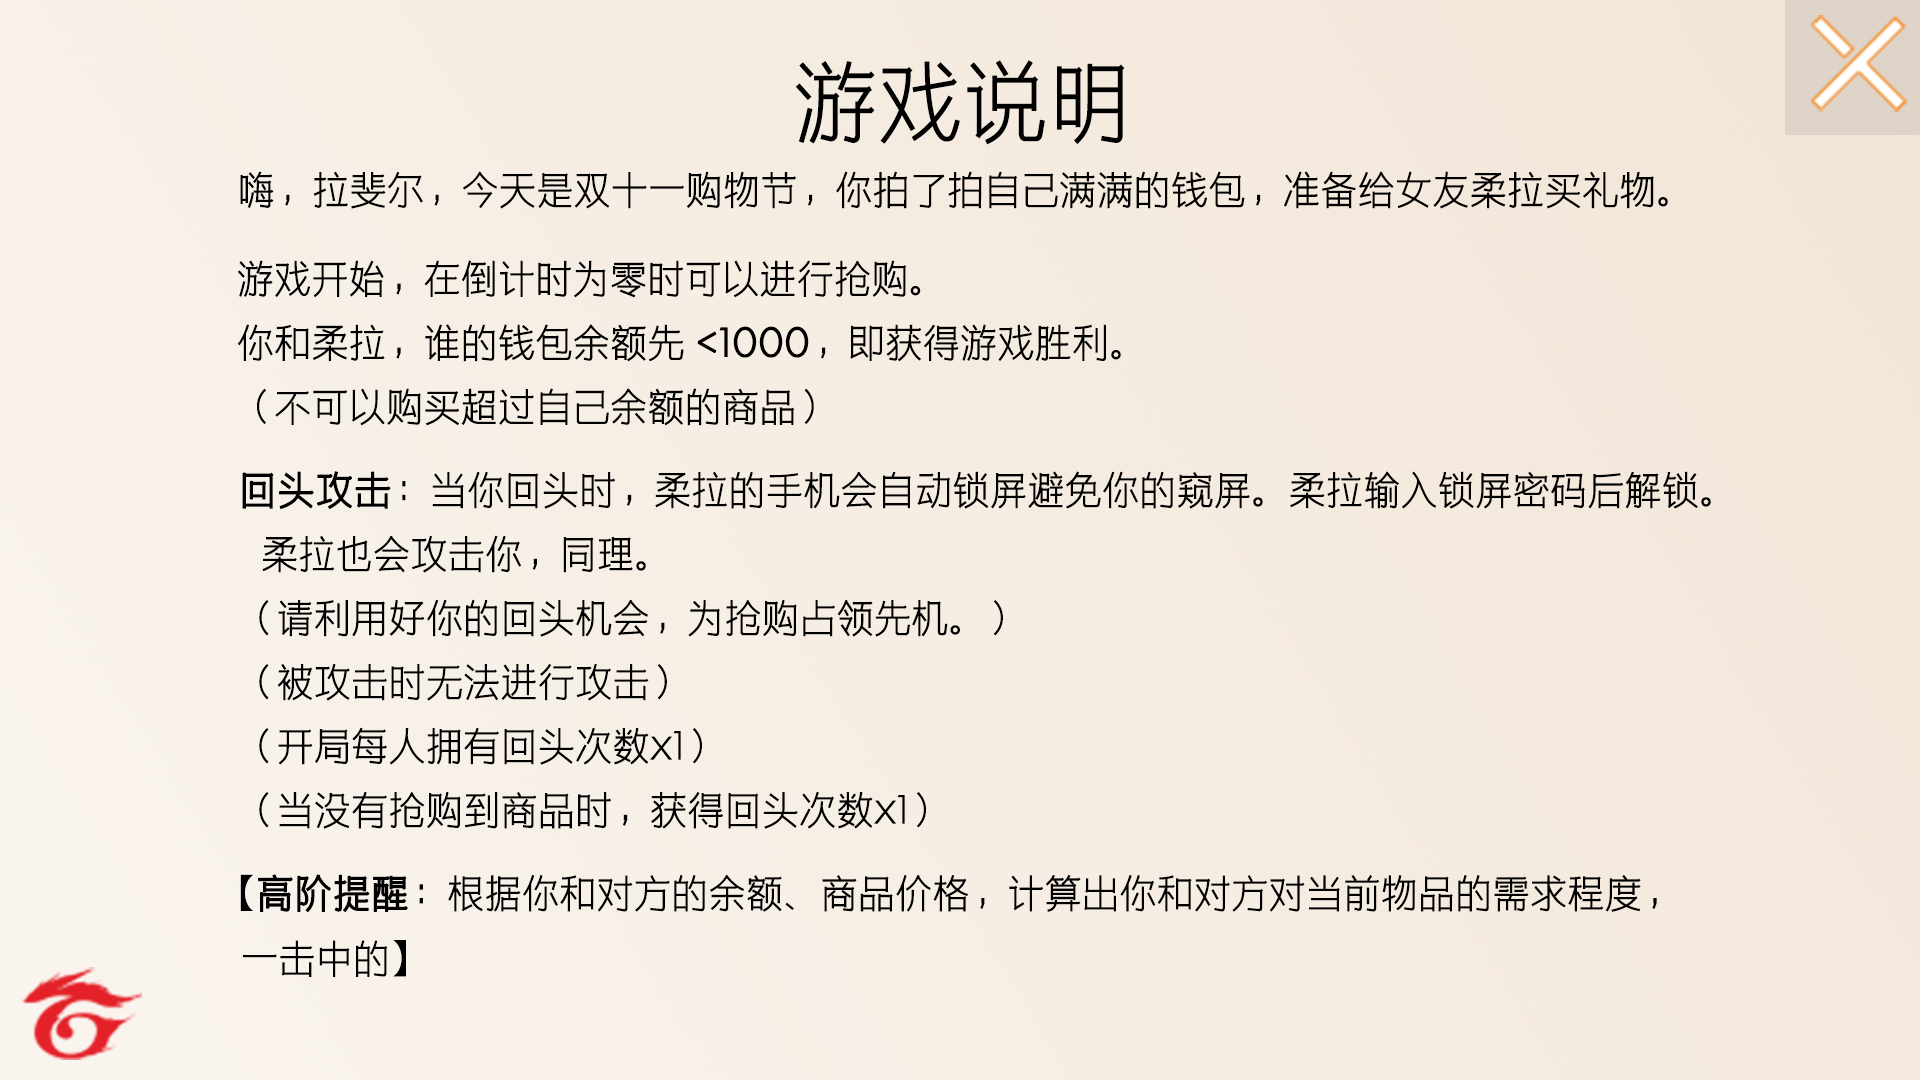 游戏说明
嗨，拉斐尔，今天是双十一购物节，你拍了拍自己满满的钱包，准备给女友柔拉买礼物。
游戏开始，在倒计时为零时可以进行抢购。
你和柔拉，谁的钱包余额先 <1000，即获得游戏胜利。
（不可以购买超过自己余额的商品）
回头攻击：当你回头时，柔拉的手机会自动锁屏避免你的窥屏。柔拉输入锁屏密码后解锁。
柔拉也会攻击你，同理。
（请利用好你的回头机会，为抢购占领先机。）
（被攻击时无法进行攻击）
（开局每人拥有回头次数x1）
（当没有抢购到商品时，获得回头次数x1）
【高阶提醒：根据你和对方的余额、商品价格，计算出你和对方对当前物品的需求程度，
一击中的】